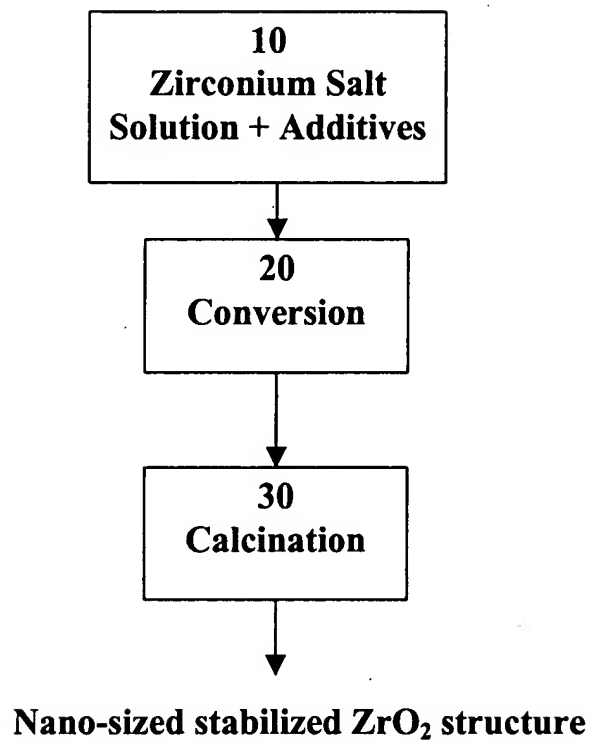 10
Zirconium Salt
Solution + Additives
20
Conversion
30
Calcination
Nano-sized stabilized ZrO₂ structure